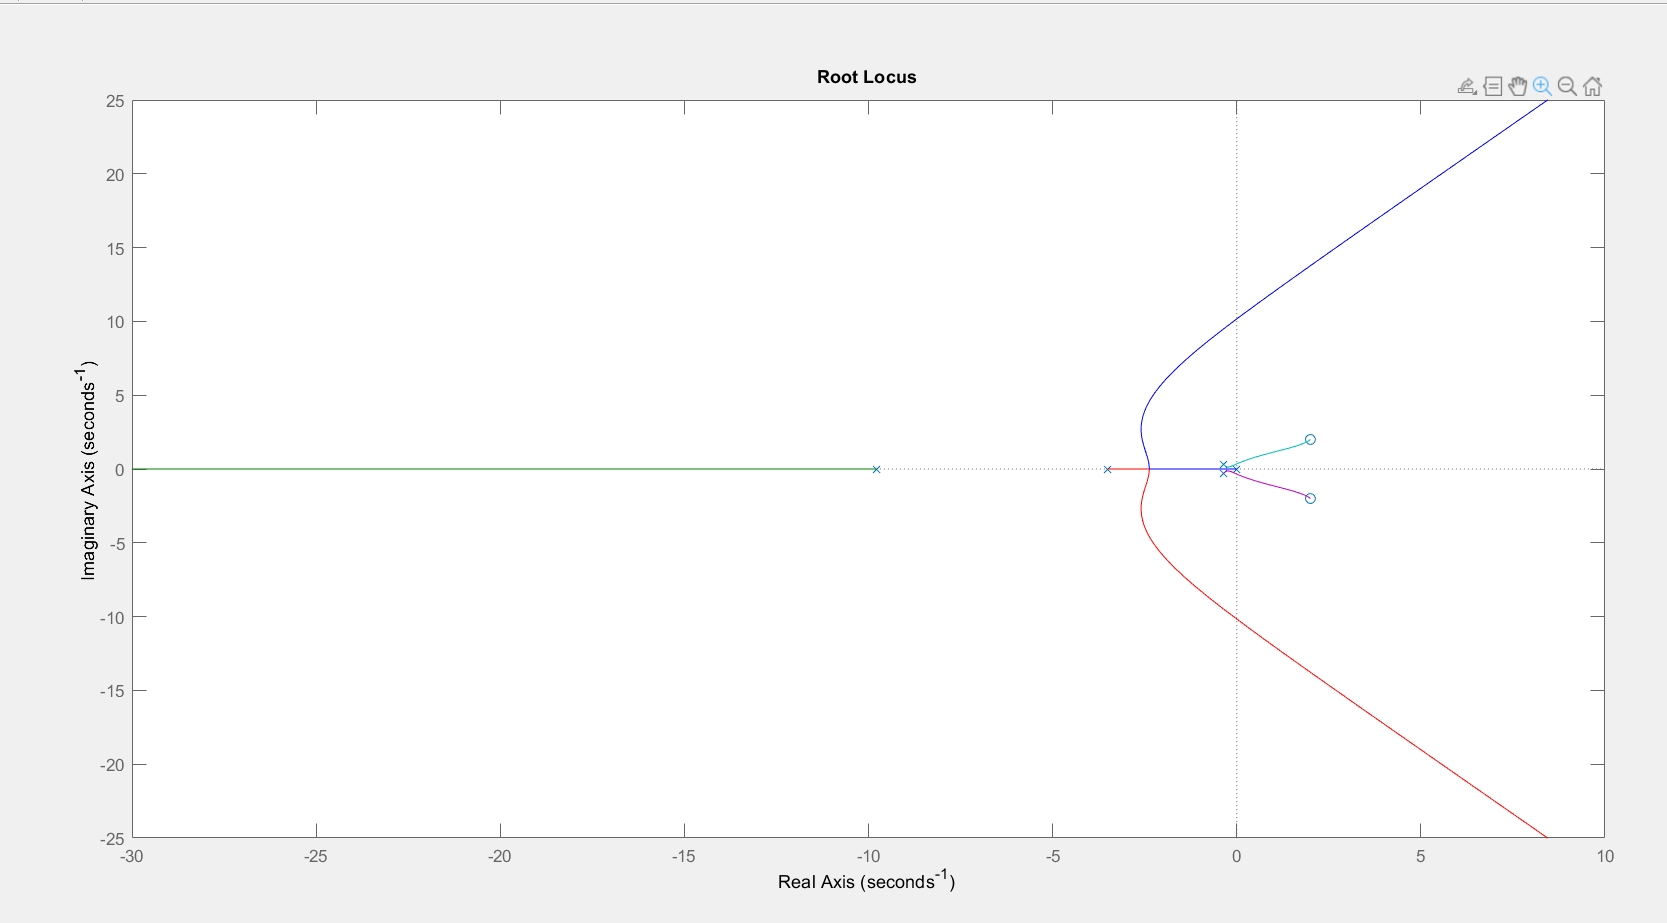 Root Locus
25
20
15
10
5
0
-5
-10
-15
-20
-25
Imaginary Axis (seconds-1)
-30 -25 -20 -15 -10 -5 0 5 10
Real Axis (seconds-1)